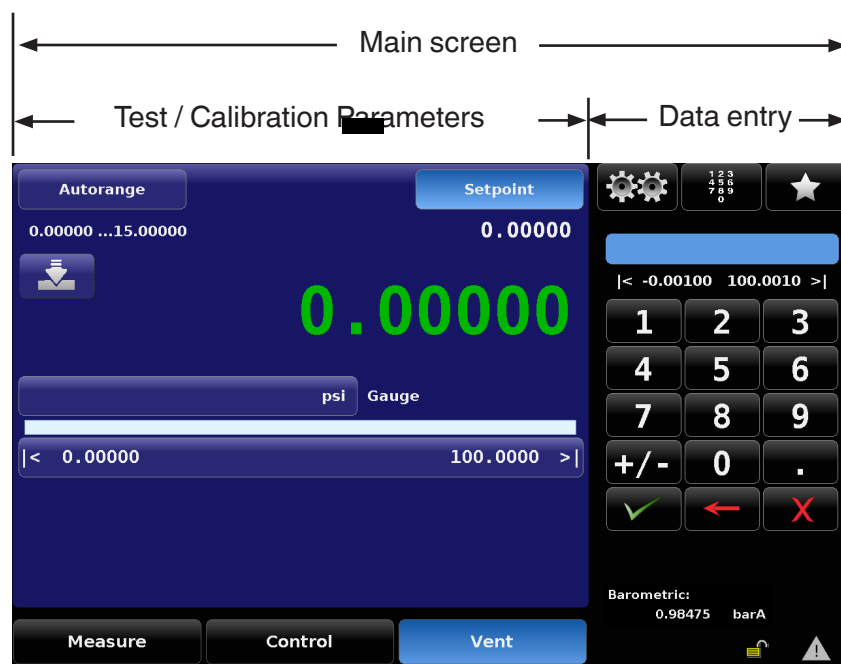 Main screen
Test / Calibration Parameters
Data entry
Autorange
Setpoint
1 2 3
4 5 6
7 8 9
0
0.00000 ...15.00000
0.00000
|< -0.00100 100.0010 >|
0.00000
1 2 3
4 5 6
psi Gauge
7 8 9
|< 0.00000 100.0000 >|
+/- 0 .
X
Barometric:
0.98475 barA
Measure
Control
Vent